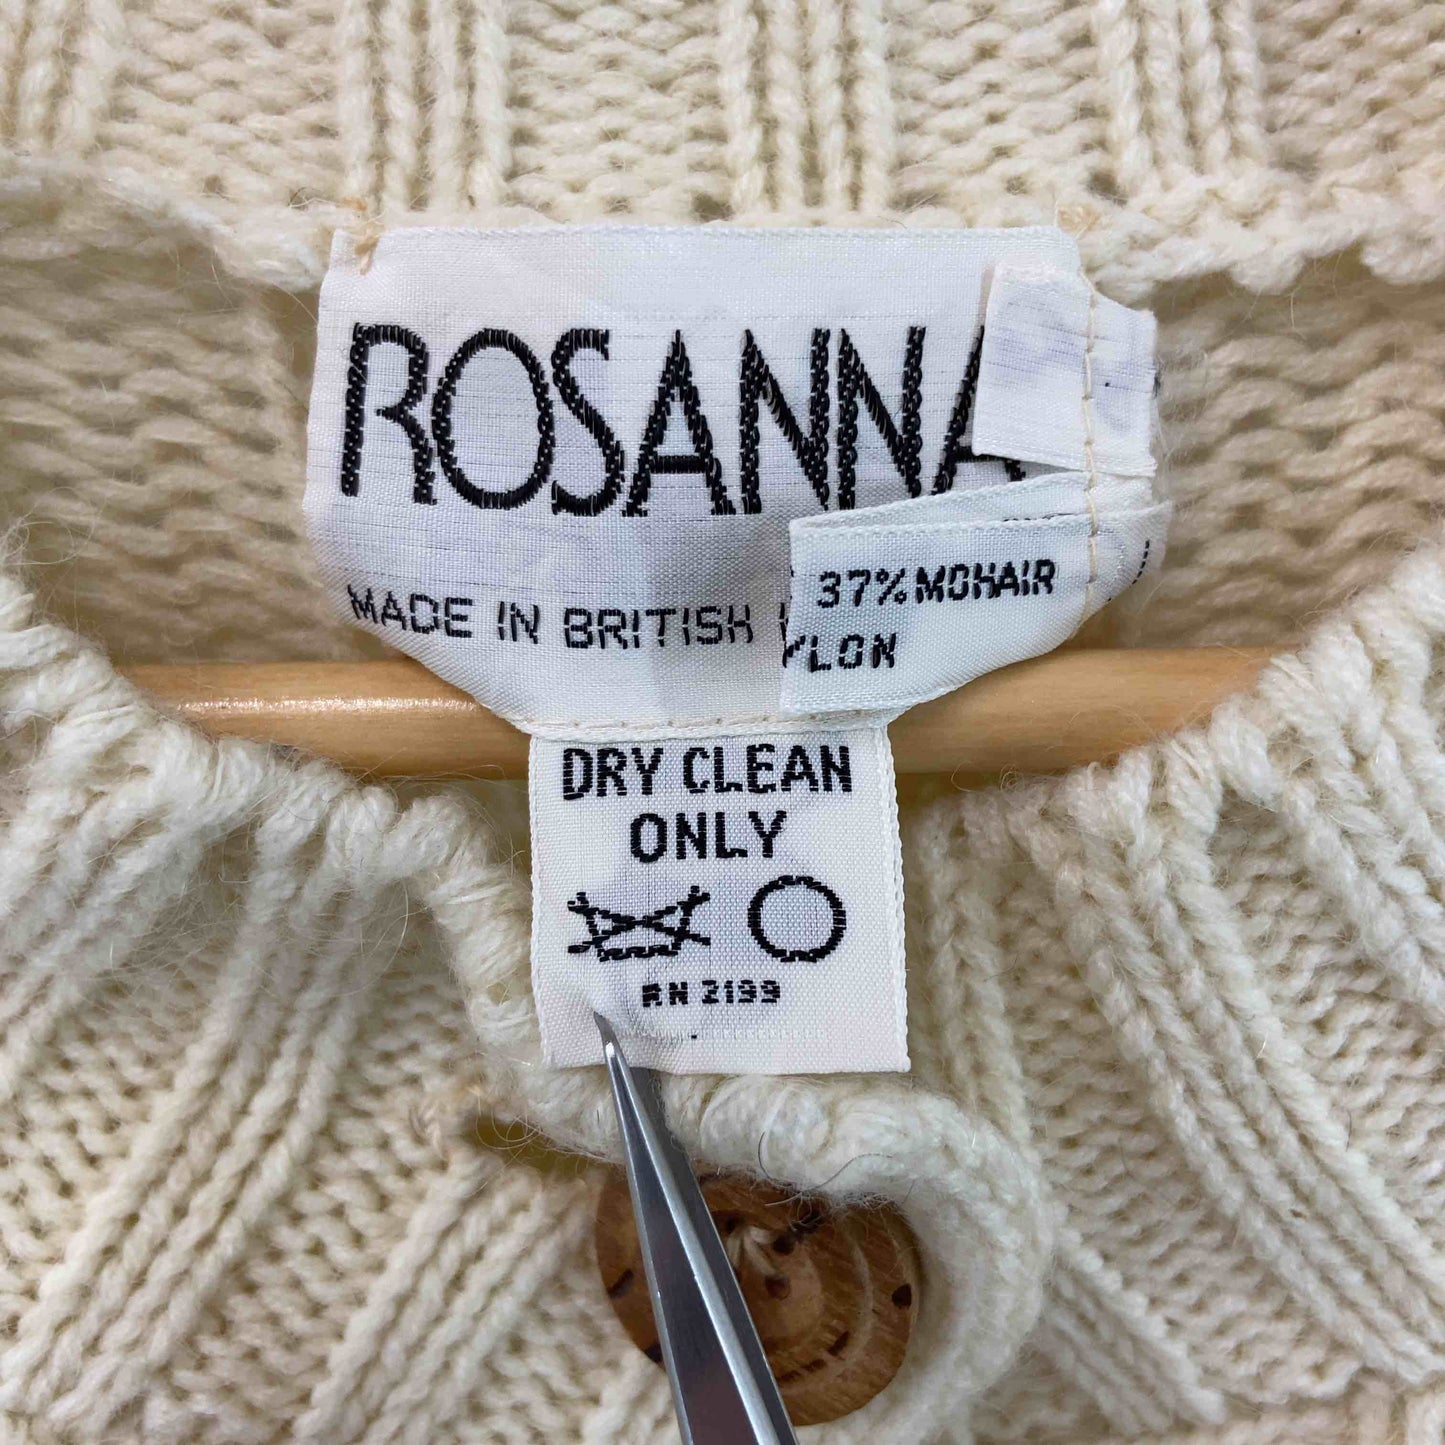 ROSANNA
MADE IN BRITISH
37% MOHAIR
YLON
DRY CLEAN
ONLY
RN 2199